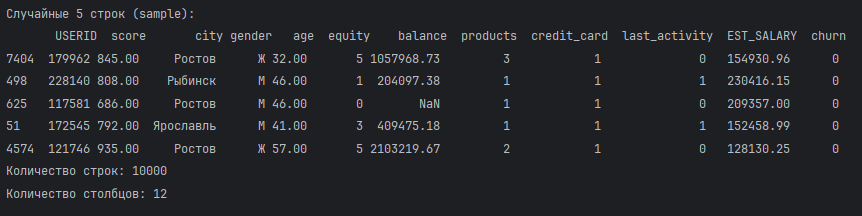 Случайные 5 строк (sample):
USERID score city gender age equity balance products credit_card last_activity EST_SALARY churn
7404 179962 845.00 Ростов Ж 32.00 5 1057968.73 3 1 0 154930.96 0
498 228140 808.00 Рыбинск М 46.00 1 204097.38 1 1 1 230416.15 0
625 117581 686.00 Ростов М 46.00 0 NaN 1 1 0 209357.00 0
51 172545 792.00 Ярославль М 41.00 3 409475.18 1 1 1 152458.99 0
4574 121746 935.00 Ростов Ж 57.00 5 2103219.67 2 1 0 128130.25 0
Количество строк: 10000
Количество столбцов: 12